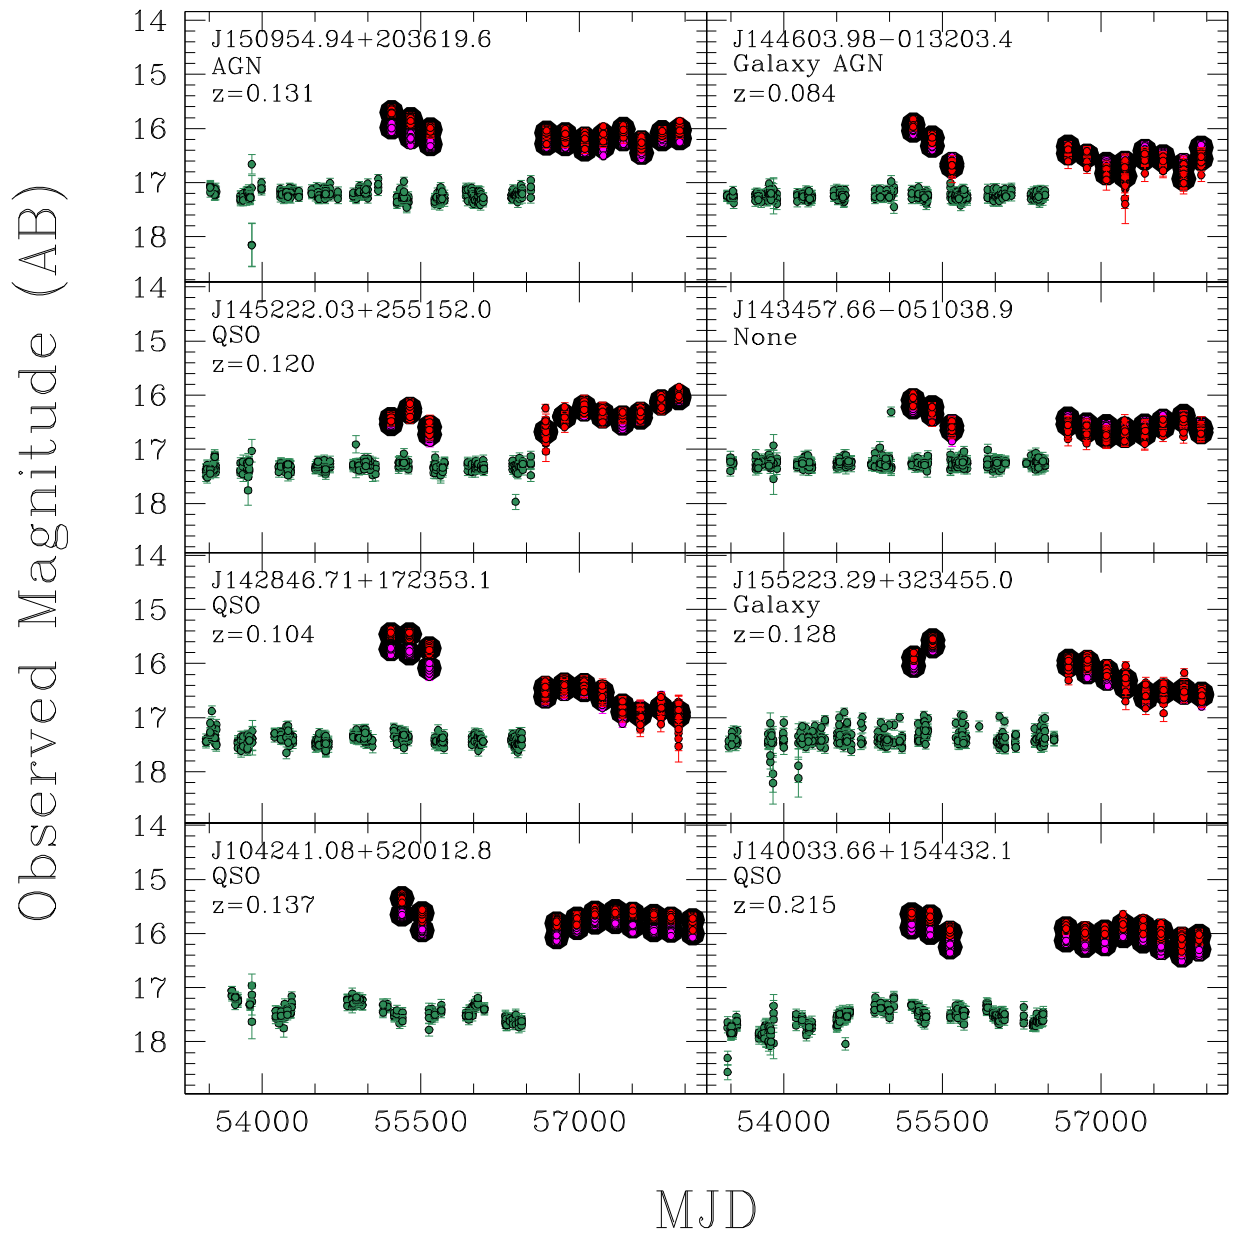 Observed Magnitude (AB)
14
15
16
17
18
J150954.94+203619.6
AGN
z=0.131
J144603.98−013203.4
Galaxy AGN
z=0.084
14
15
16
17
18
J145222.03+255152.0
QSO
z=0.120
J143457.66−051038.9
None
14
15
16
17
18
J142846.71+172353.1
QSO
z=0.104
J155223.29+323455.0
Galaxy
z=0.128
14
15
16
17
18
J104241.08+520012.8
QSO
z=0.137
J140033.66+154432.1
QSO
z=0.215
54000 55500 57000 54000 55500 57000
MJD